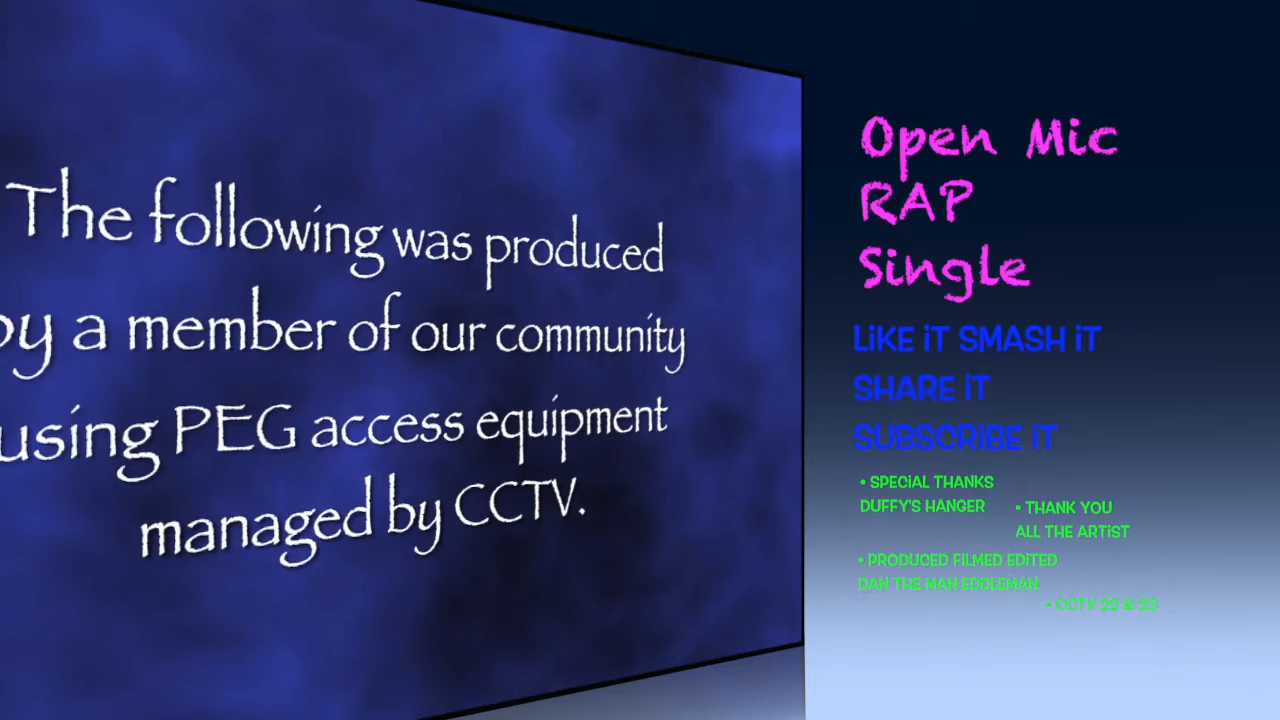 The following was produced
by a member of our community
using PEG access equipment
managed by CCTV.
Open Mic
RAP
Single
LiKE iT SMASH iT
SHARE iT
SUBSCRiBE iT
• SPECiAL THANKS
DUFFY'S HANGER
• THANK YOU
ALL THE ARTiST
• PRODUCED FiLMED EDiTED
DAN THE MAN EDDLEMAN
• CCTV 22 & 23